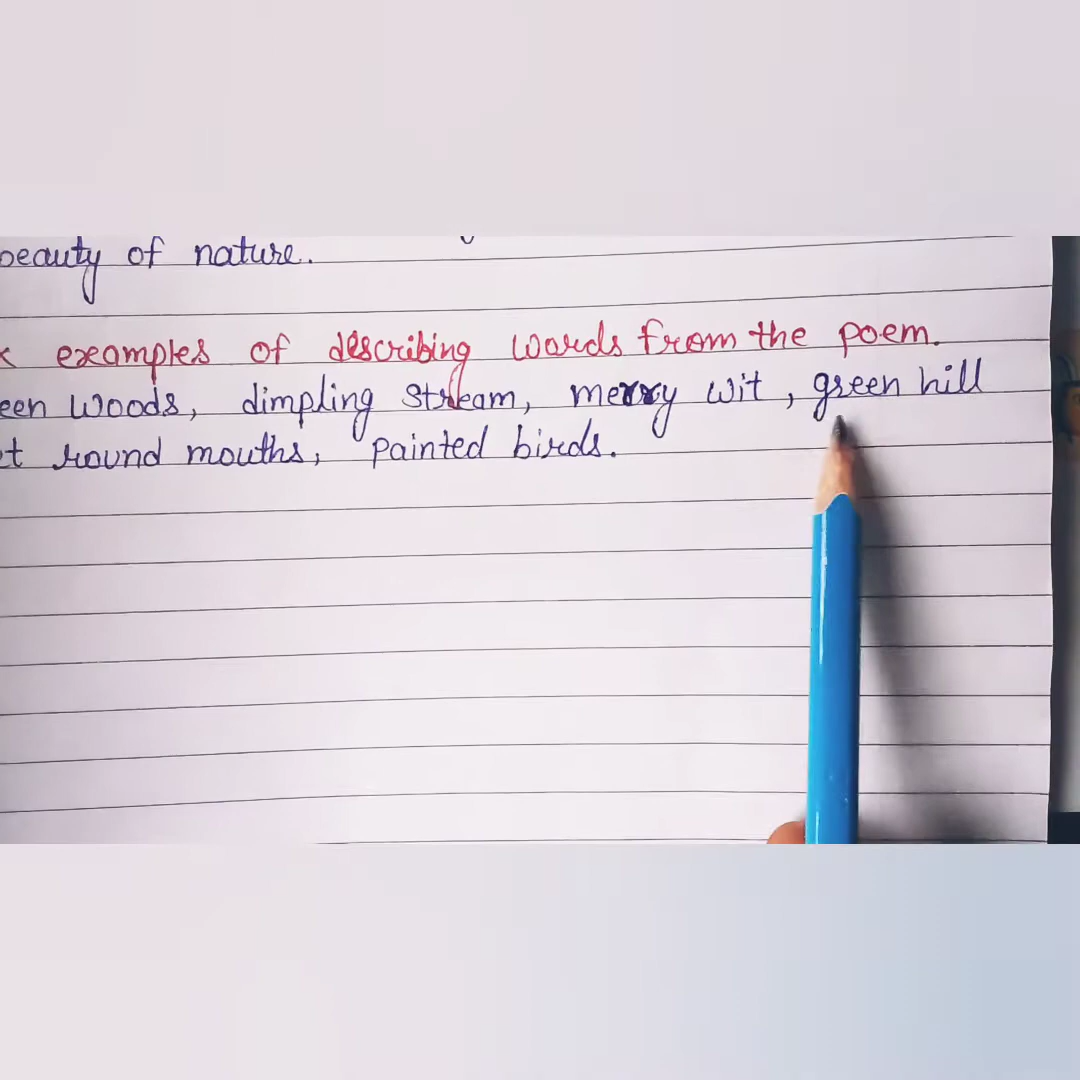 beauty of nature.
examples of describing words from the poem.
een woods, dimpling stream, merry wit, green hill
et round mouths, painted birds.